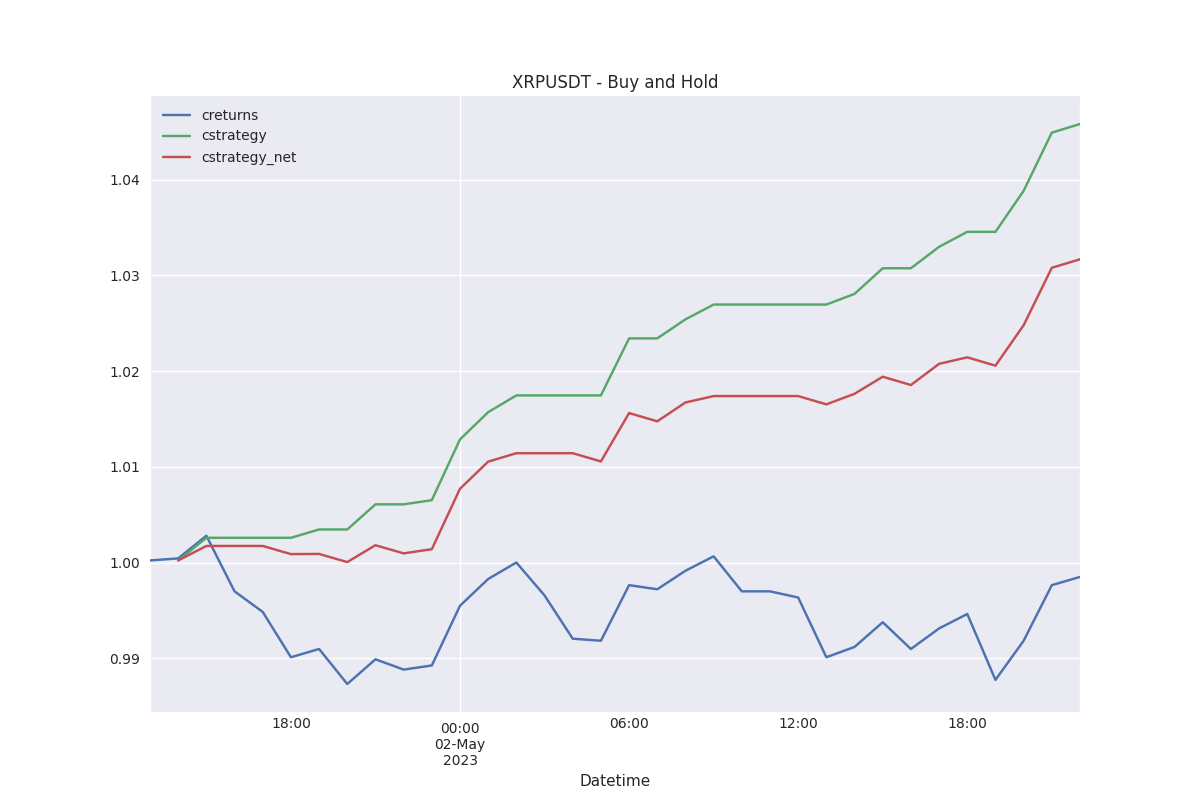 XRPUSDT - Buy and Hold
creturns
cstrategy
cstrategy_net
1.04
1.03
1.02
1.01
1.00
0.99
18:00
00:00
02-May
2023
06:00
12:00
18:00
Datetime